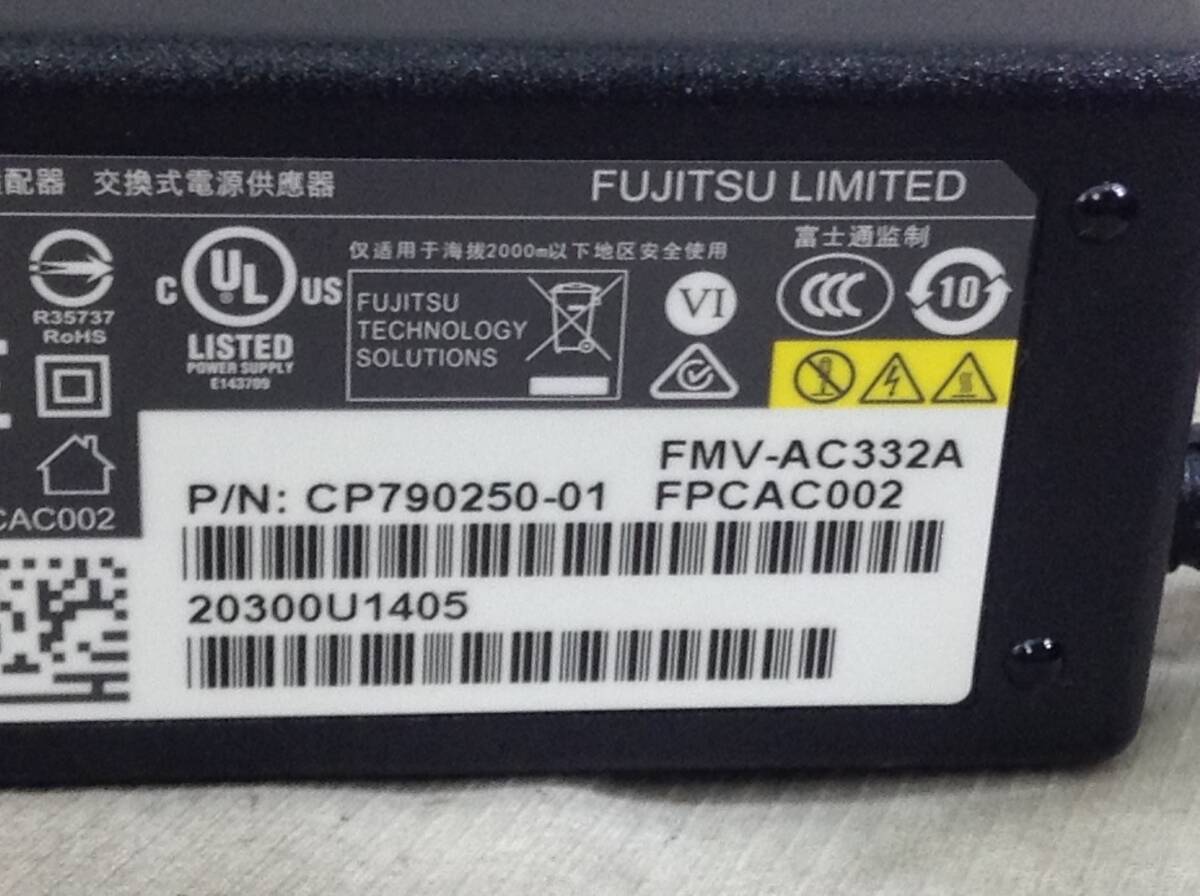 配器 交換式電源供應器
FUJITSU LIMITED
R35737
RoHS
C UL US
LISTED
POWER SUPPLY
E143709
仅适用于海拔2000m以下地区安全使用
FUJITSU
TECHNOLOGY
SOLUTIONS
VI
富士通监制
CCC
10
CAC002
FMV-AC332A
P/N: CP790250-01 FPCAC002
20300U1405